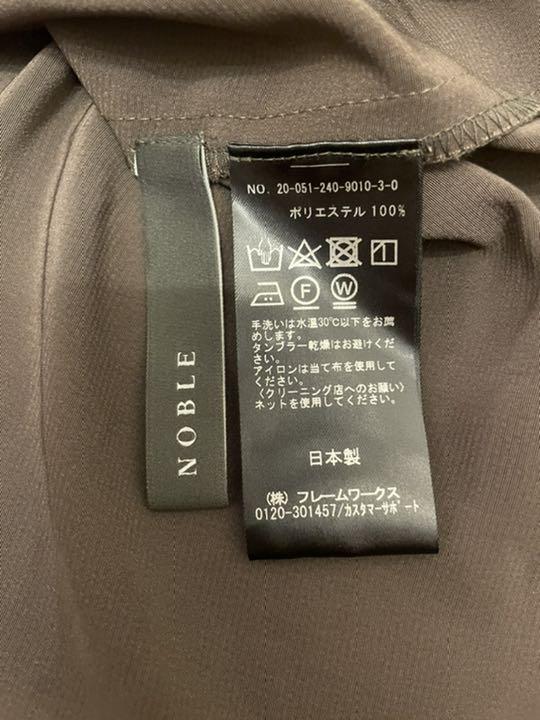 NOBLE
NO. 20-051-240-9010-3-0
ポリエステル 100%
F
W
手洗いは水温30℃以下をお薦
めします。
タンブラー乾燥はお避けくださ
い。
アイロンは当て布を使用して
ください。
〈クリーニング店へのお願い〉
ネットを使用してください。
日本製
(株) フレームワークス
0120-301457/カスタマーサポート